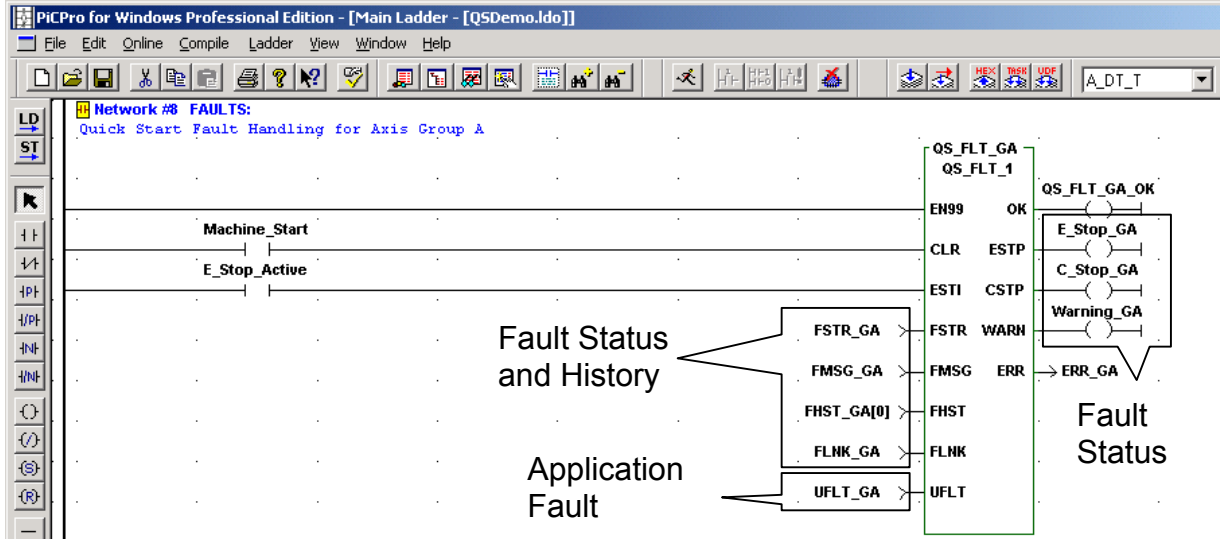 PiCPro for Windows Professional Edition - [Main Ladder - [QSDemo.ldo]]
File Edit Online Compile Ladder View Window Help
HEX TASK UDF A_DT_T
LD
ST
Network #8 FAULTS:
Quick Start Fault Handling for Axis Group A
QS_FLT_GA
QS_FLT_1
QS_FLT_GA_OK
EN99 OK
Machine_Start
E_Stop_GA
CLR ESTP
E_Stop_Active
C_Stop_GA
ESTI CSTP
Warning_GA
FSTR_GA FSTR WARN
Fault Status
and History
FMSG_GA FMSG ERR ERR_GA
FHST_GA[0] FHST
Fault
Status
FLNK_GA FLNK
Application
Fault
UFLT_GA UFLT
P
/P
N
/N
S
R